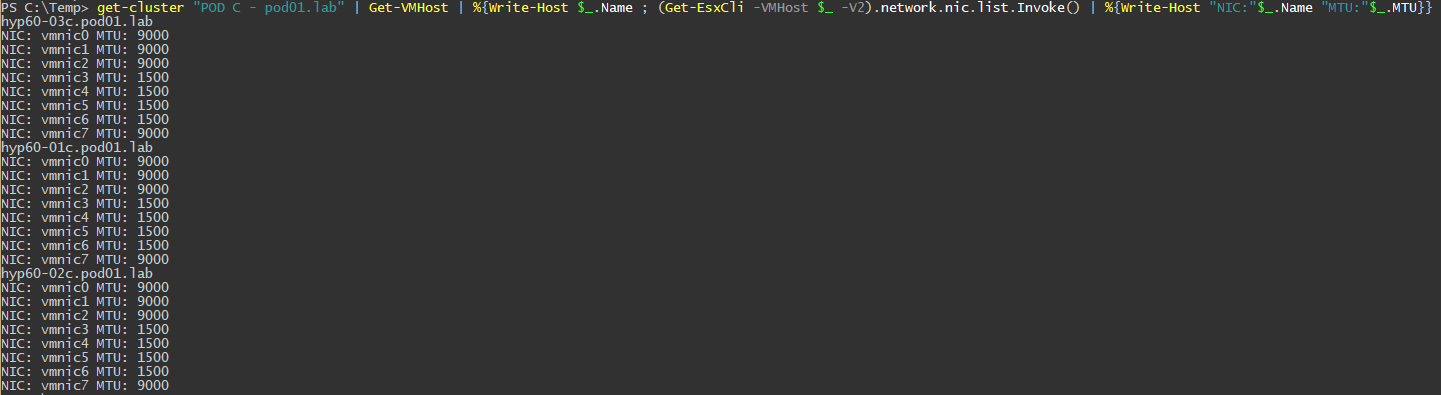 PS C:\Temp> get-cluster "POD C - pod01.lab" | Get-VMHost | %{Write-Host $_.Name ; (Get-EsxCli -VMHost $_ -V2).network.nic.list.Invoke() | %{Write-Host "NIC:"$_.Name "MTU:"$_.MTU}}
hyp60-03c.pod01.lab
NIC: vmnic0 MTU: 9000
NIC: vmnic1 MTU: 9000
NIC: vmnic2 MTU: 9000
NIC: vmnic3 MTU: 1500
NIC: vmnic4 MTU: 1500
NIC: vmnic5 MTU: 1500
NIC: vmnic6 MTU: 1500
NIC: vmnic7 MTU: 9000
hyp60-01c.pod01.lab
NIC: vmnic0 MTU: 9000
NIC: vmnic1 MTU: 9000
NIC: vmnic2 MTU: 9000
NIC: vmnic3 MTU: 1500
NIC: vmnic4 MTU: 1500
NIC: vmnic5 MTU: 1500
NIC: vmnic6 MTU: 1500
NIC: vmnic7 MTU: 9000
hyp60-02c.pod01.lab
NIC: vmnic0 MTU: 9000
NIC: vmnic1 MTU: 9000
NIC: vmnic2 MTU: 9000
NIC: vmnic3 MTU: 1500
NIC: vmnic4 MTU: 1500
NIC: vmnic5 MTU: 1500
NIC: vmnic6 MTU: 1500
NIC: vmnic7 MTU: 9000